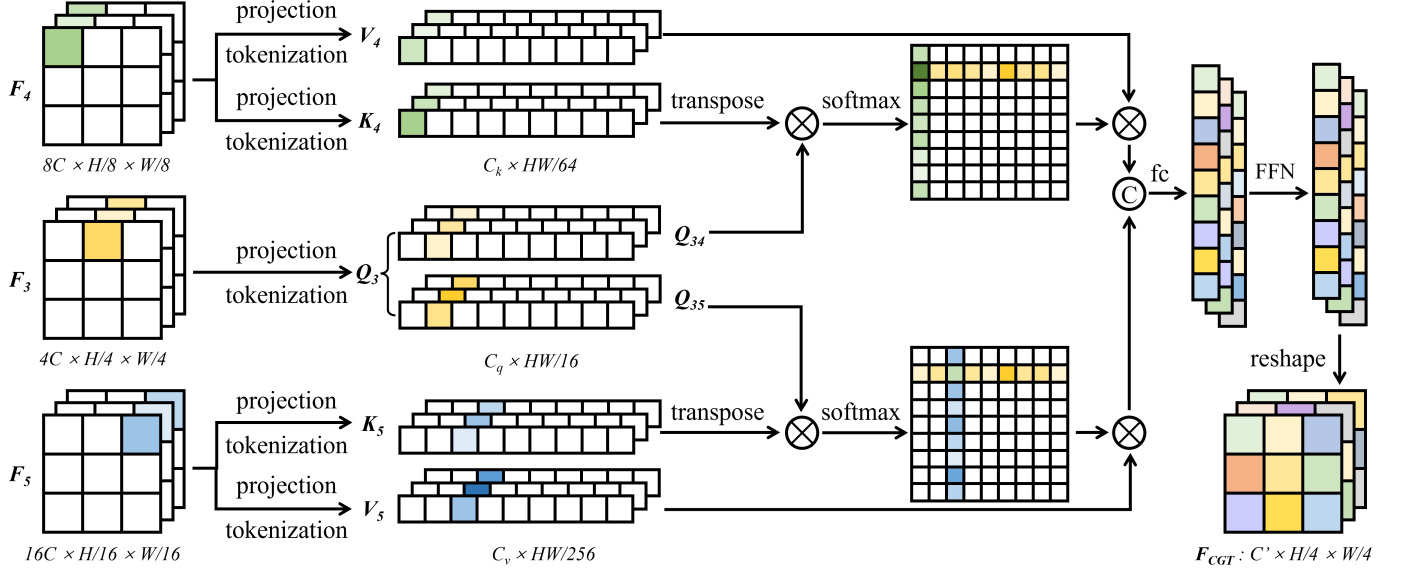 F4
8C × H/8 × W/8
projection
tokenization
V4
projection
tokenization
K4
Ck × HW/64
transpose
softmax
F3
4C × H/4 × W/4
projection
tokenization
Q3
Q34
Q35
Cq × HW/16
F5
16C × H/16 × W/16
projection
tokenization
K5
projection
tokenization
V5
Cv × HW/256
transpose
softmax
C
fc
FFN
reshape
FCGT : C' × H/4 × W/4